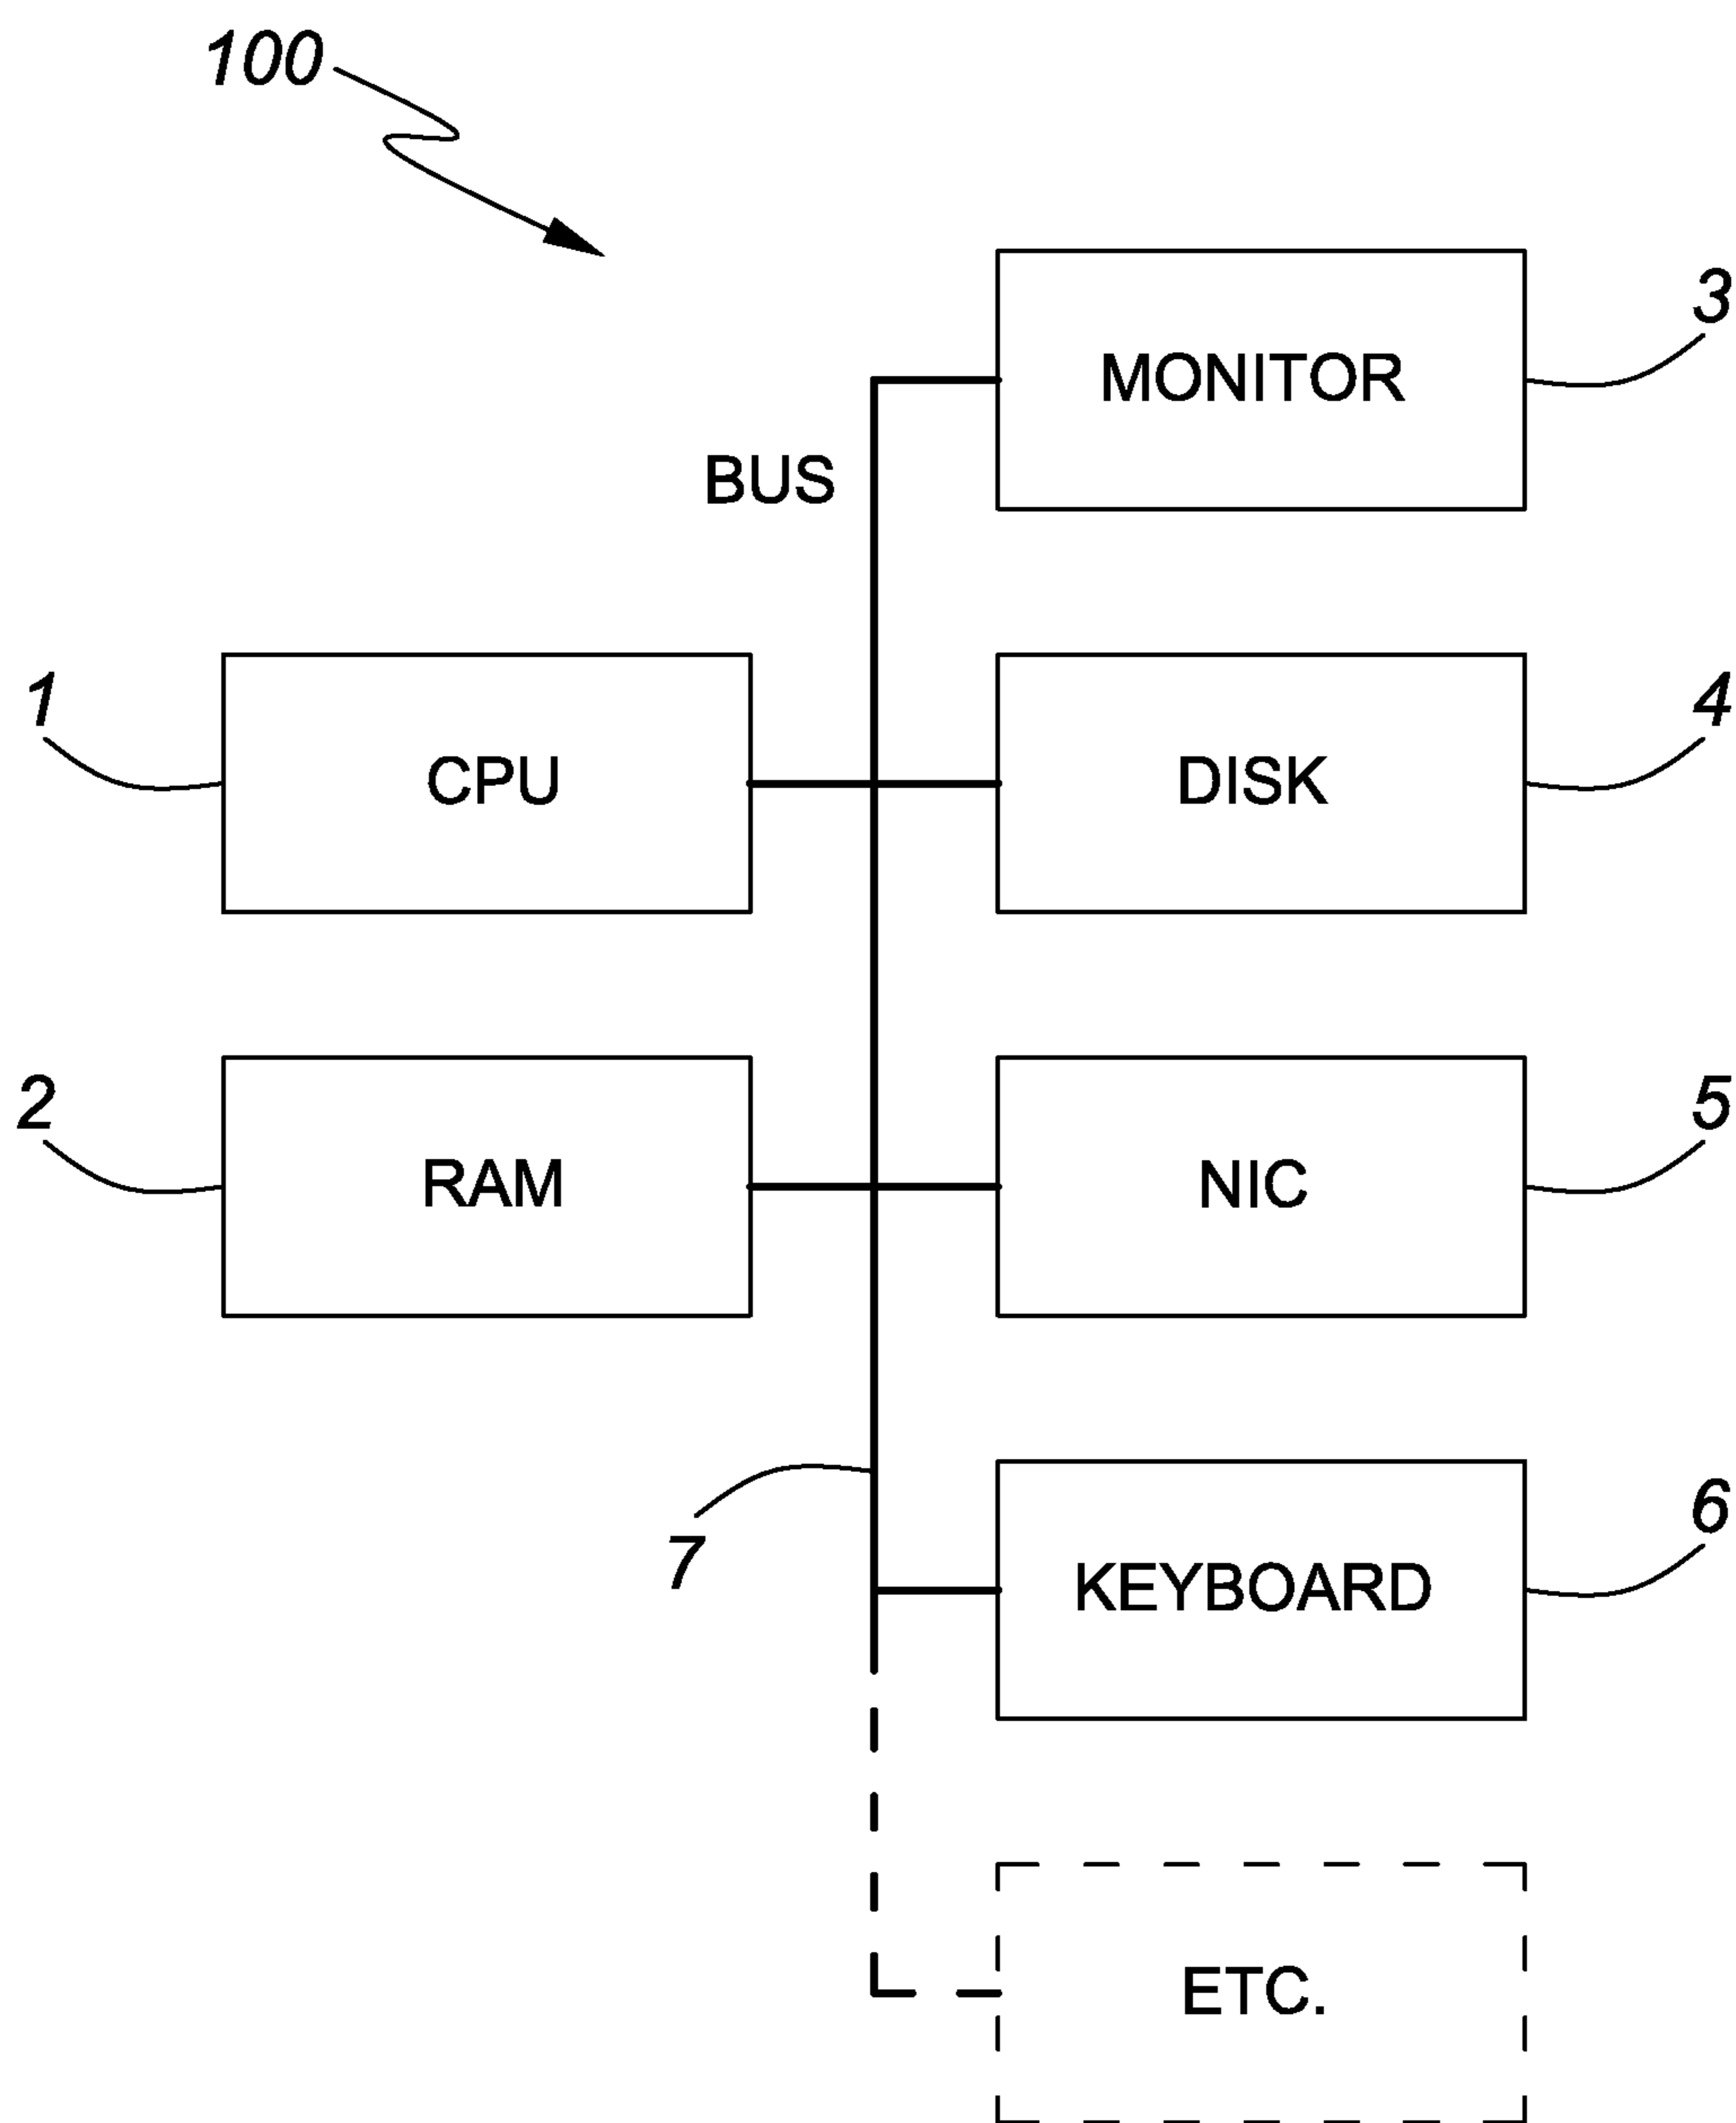 100
3
MONITOR
BUS
1
CPU
DISK
4
2
RAM
NIC
5
7
KEYBOARD
6
ETC.